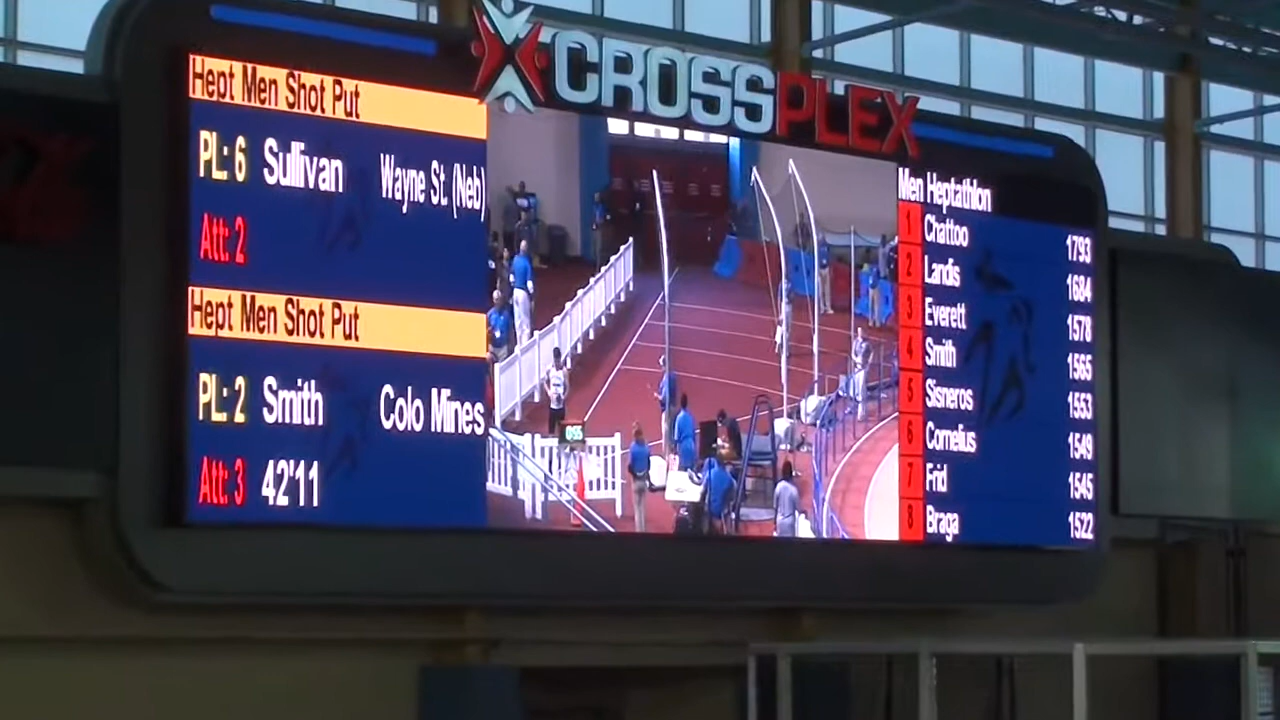 CROSSPLEX
Hept Men Shot Put
PL: 6 Sullivan Wayne St. (Neb)
Att: 2
Hept Men Shot Put
PL: 2 Smith Colo Mines
Att: 3 42'11
Men Heptathlon
1 Chattoo 1793
2 Landis 1684
3 Everett 1578
4 Smith 1565
5 Sisneros 1553
6 Cornelius 1549
7 Frid 1545
8 Braga 1522